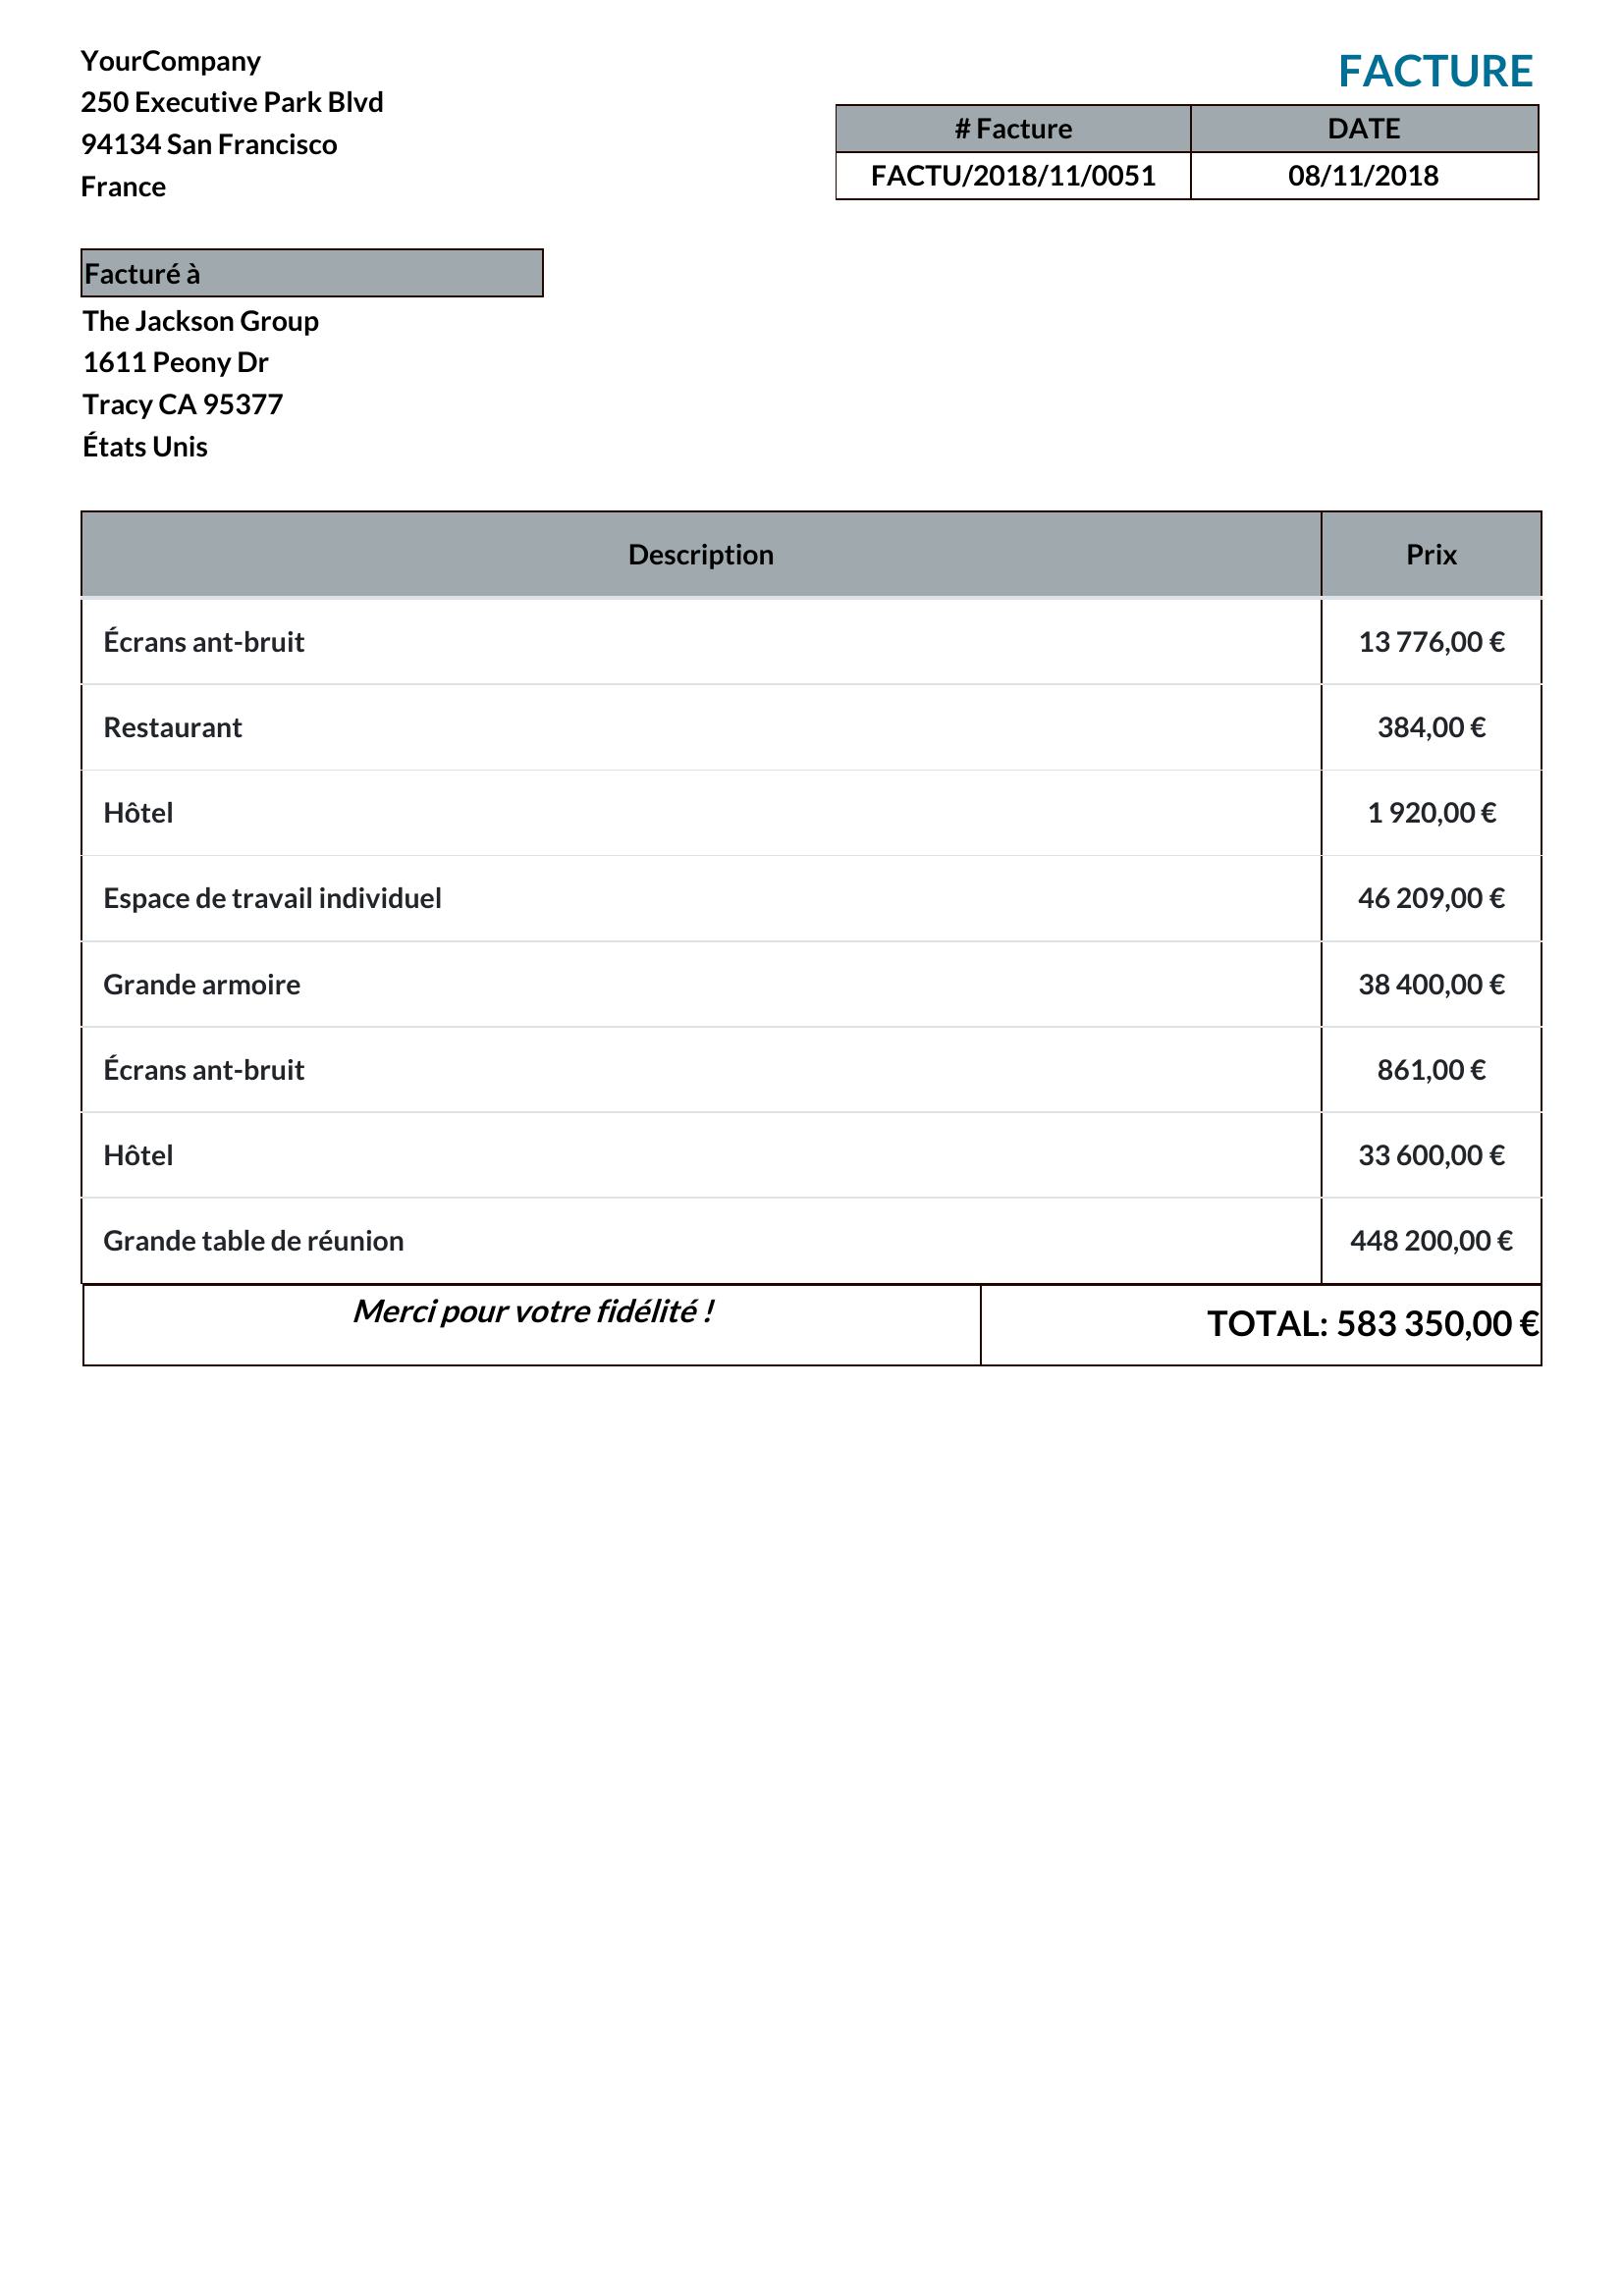 YourCompany
250 Executive Park Blvd
94134 San Francisco
France
FACTURE
# Facture DATE
FACTU/2018/11/0051 08/11/2018
Facturé à
The Jackson Group
1611 Peony Dr
Tracy CA 95377
États Unis
Description Prix
Écrans ant-bruit 13 776,00 €
Restaurant 384,00 €
Hôtel 1 920,00 €
Espace de travail individuel 46 209,00 €
Grande armoire 38 400,00 €
Écrans ant-bruit 861,00 €
Hôtel 33 600,00 €
Grande table de réunion 448 200,00 €
Merci pour votre fidélité !
TOTAL: 583 350,00 €